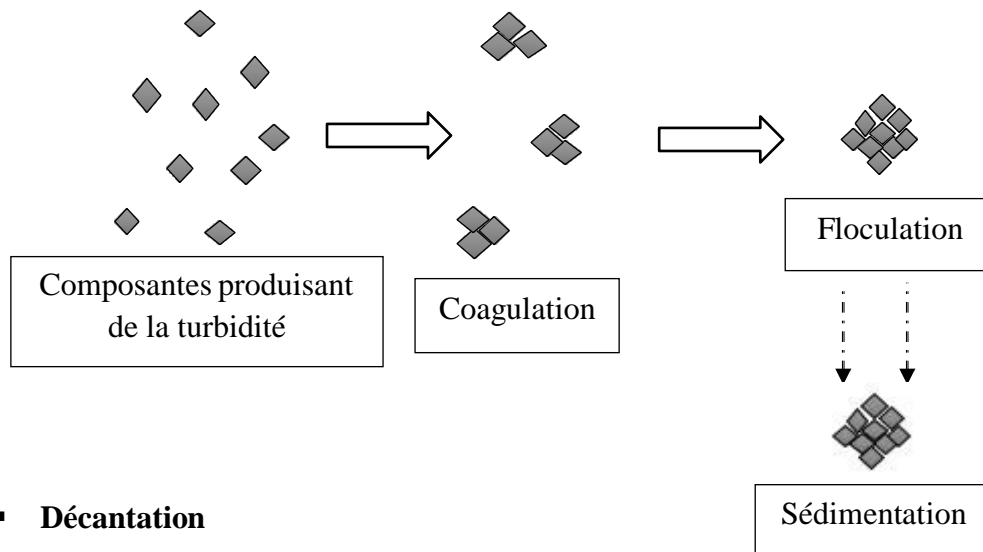 Composantes produisant
de la turbidité
Coagulation
Floculation
Sédimentation
▪ Décantation